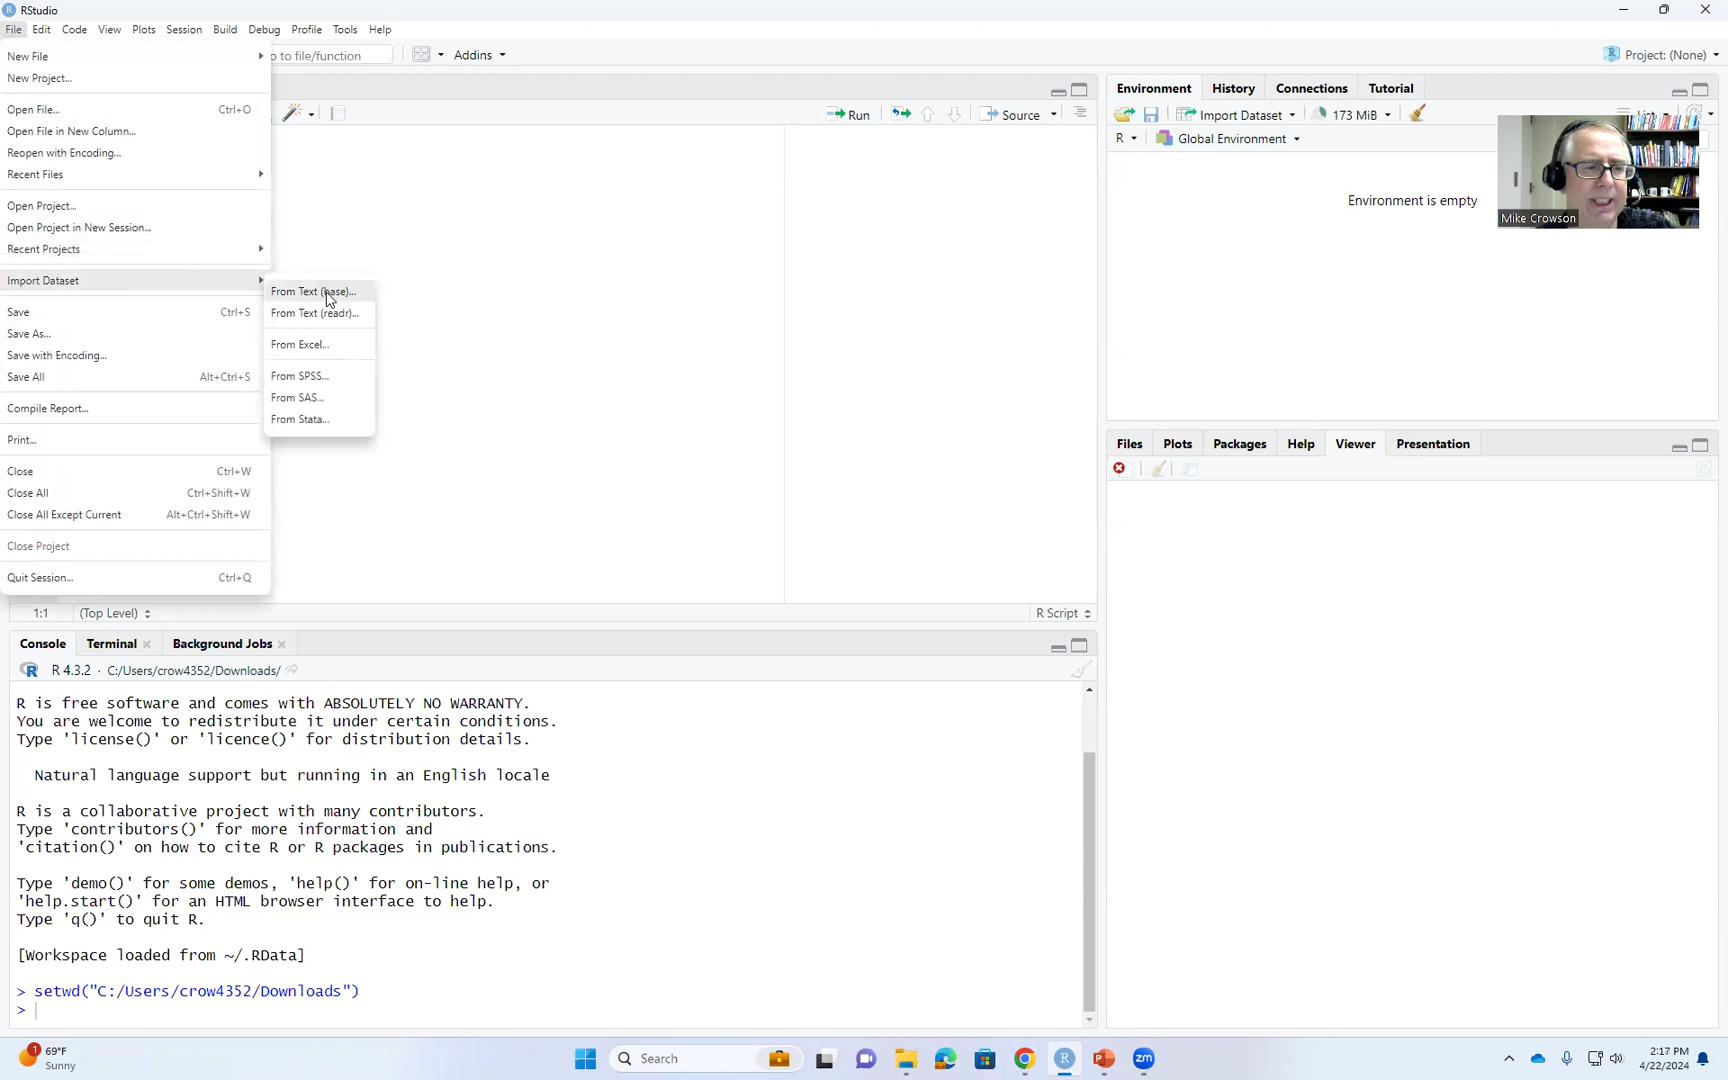 RStudio
File Edit Code View Plots Session Build Debug Profile Tools Help
o to file/function Addins Project: (None)
New File
New Project...
Open File... Ctrl+O
Open File in New Column...
Reopen with Encoding...
Recent Files
Open Project...
Open Project in New Session...
Recent Projects
Import Dataset
Save Ctrl+S
Save As...
Save with Encoding...
Save All Alt+Ctrl+S
Compile Report...
Print...
Close Ctrl+W
Close All Ctrl+Shift+W
Close All Except Current Alt+Ctrl+Shift+W
Close Project
Quit Session... Ctrl+Q
From Text (base)...
From Text (readr)...
From Excel...
From SPSS...
From SAS...
From Stata...
Run Source
1:1 (Top Level) R Script
Environment History Connections Tutorial
Import Dataset 173 MiB List
R Global Environment
Environment is empty
Mike Crowson
Files Plots Packages Help Viewer Presentation
Console Terminal Background Jobs
R 4.3.2 · C:/Users/crow4352/Downloads/
R is free software and comes with ABSOLUTELY NO WARRANTY.
You are welcome to redistribute it under certain conditions.
Type 'license()' or 'licence()' for distribution details.
Natural language support but running in an English locale
R is a collaborative project with many contributors.
Type 'contributors()' for more information and
'citation()' on how to cite R or R packages in publications.
Type 'demo()' for some demos, 'help()' for on-line help, or
'help.start()' for an HTML browser interface to help.
Type 'q()' to quit R.
[Workspace loaded from ~/.RData]
> setwd("C:/Users/crow4352/Downloads")
>
1 69°F
Sunny
Search
zm
2:17 PM
4/22/2024